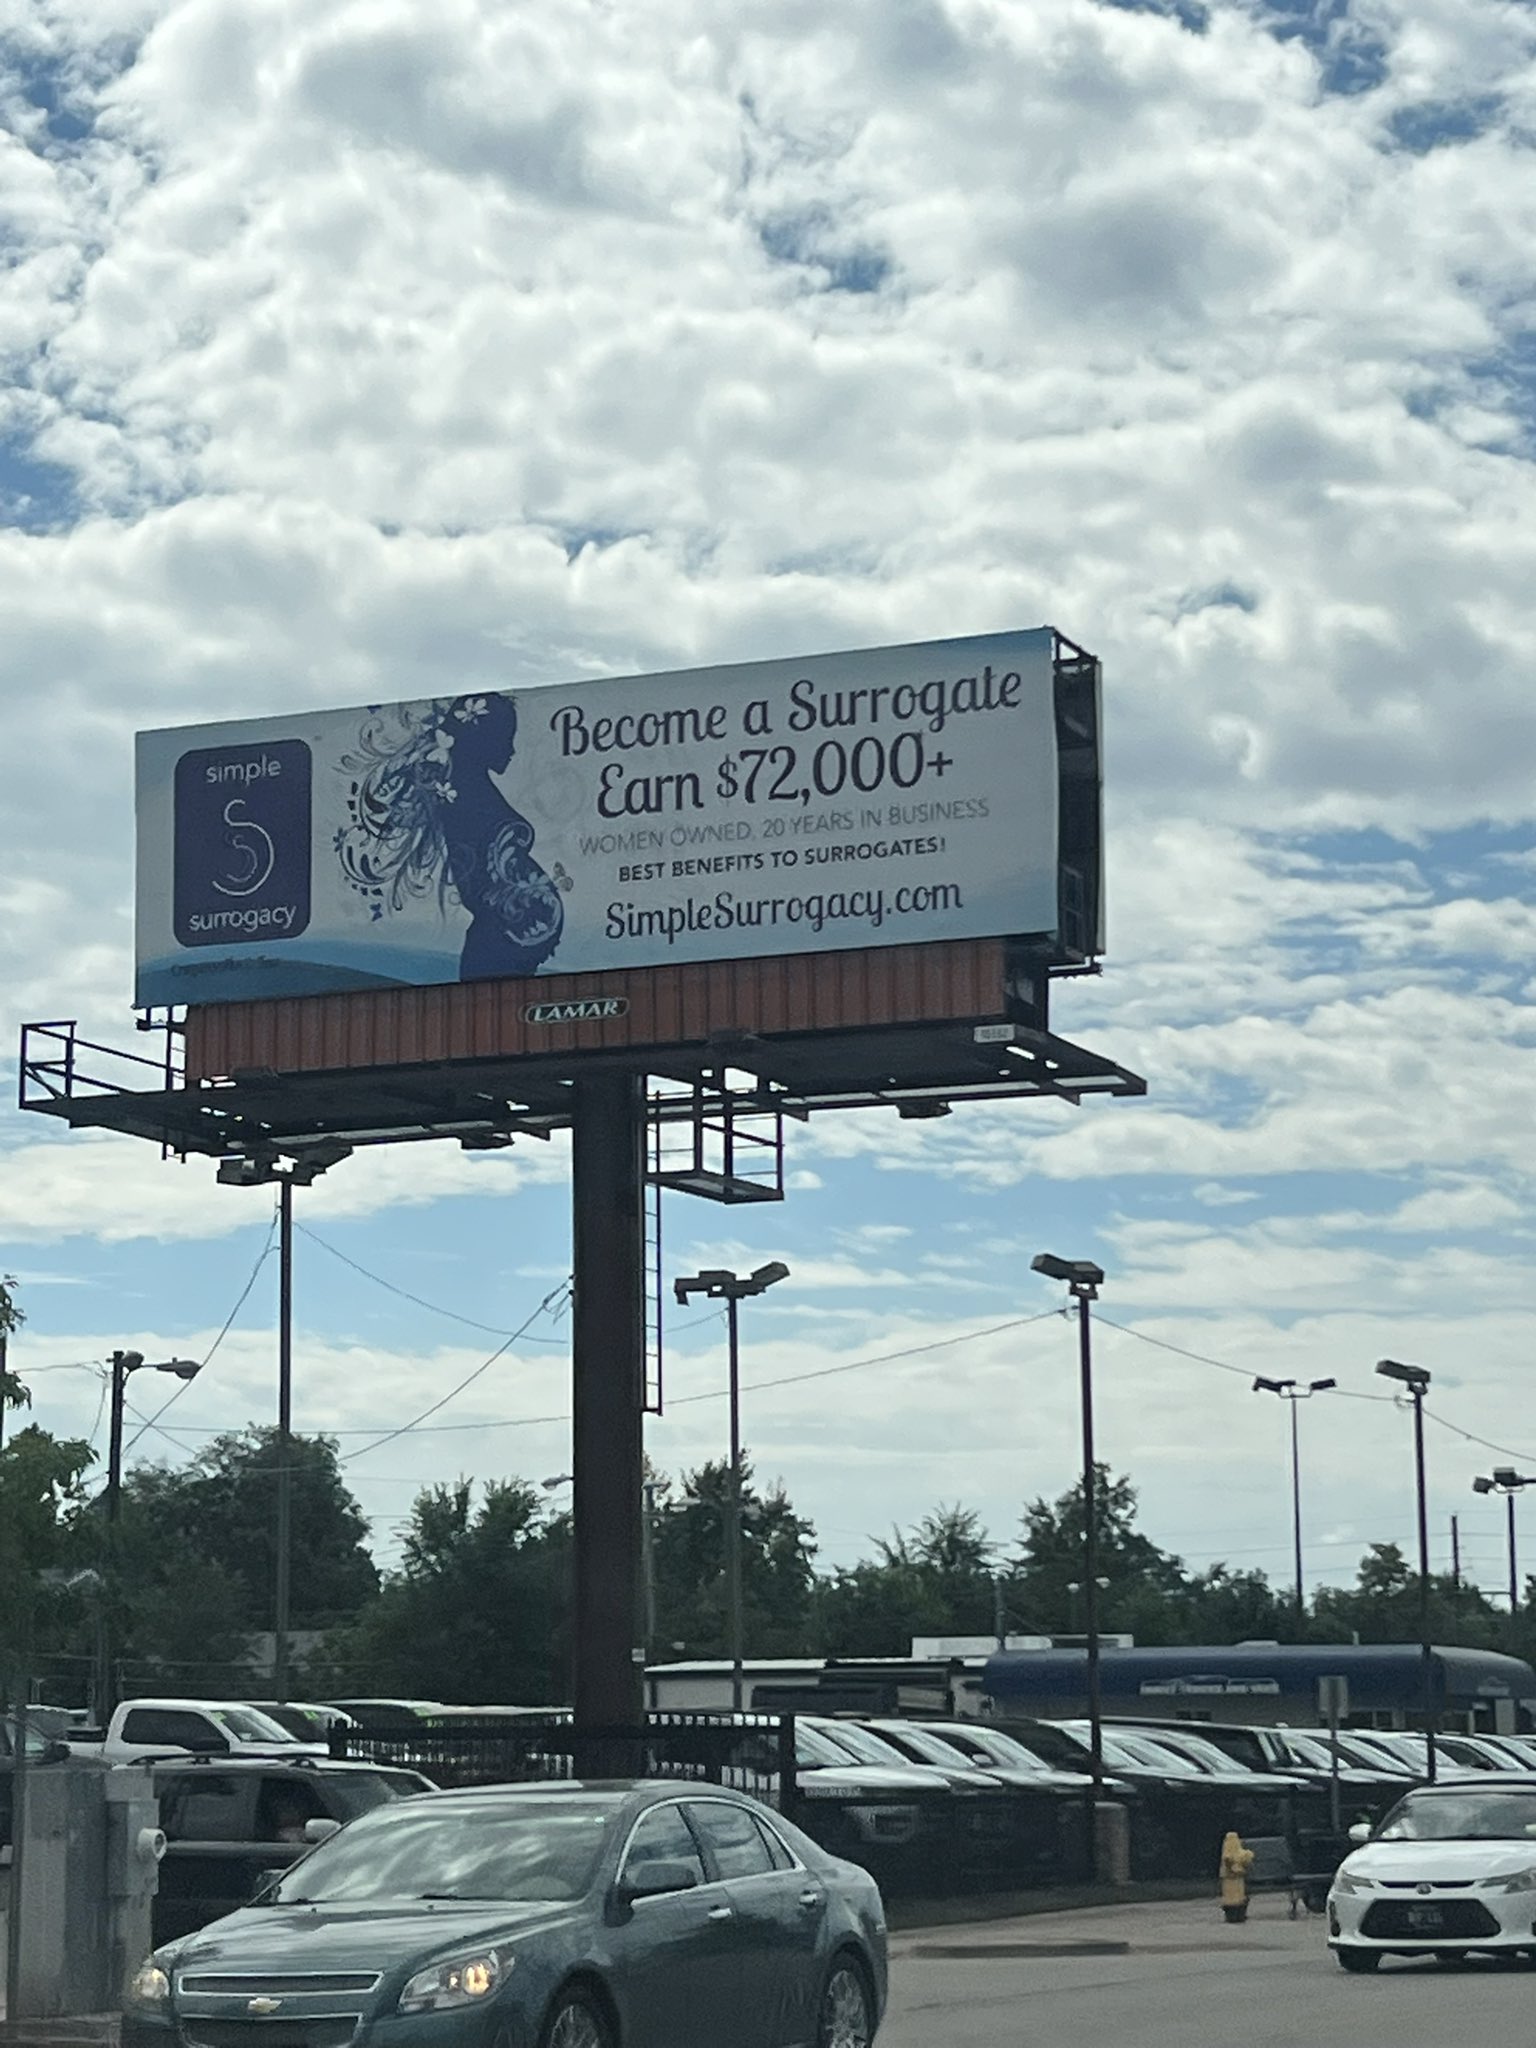 simple
surrogacy
Become a Surrogate
Earn $72,000+
WOMEN OWNED, 20 YEARS IN BUSINESS
BEST BENEFITS TO SURROGATES!
SimpleSurrogacy.com
LAMAR